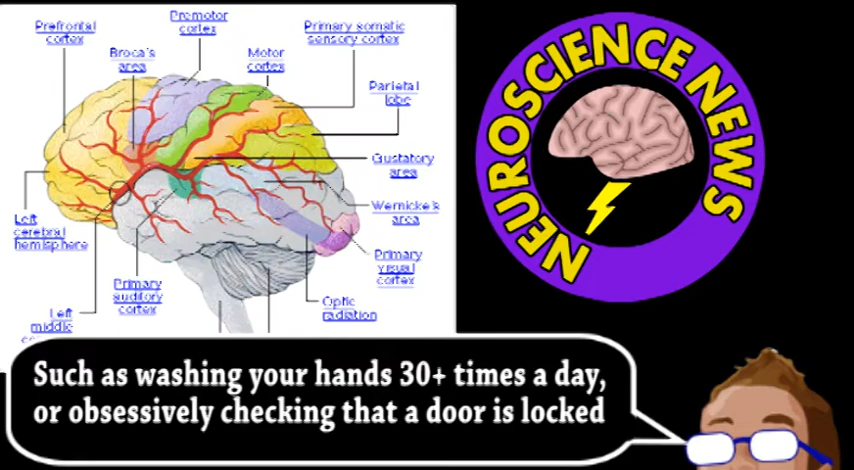 Premotor
cortex
Prefrontal
cortex
Primary somatic
sensory cortex
Broca's
area
Motor
cortex
Parietal
lobe
Gustatory
area
Wernicke's
area
Left
cerebral
hemisphere
Primary
visual
cortex
Primary
auditory
cortex
Optic
radiation
Left
middle
NEUROSCIENCE NEWS
Such as washing your hands 30+ times a day,
or obsessively checking that a door is locked